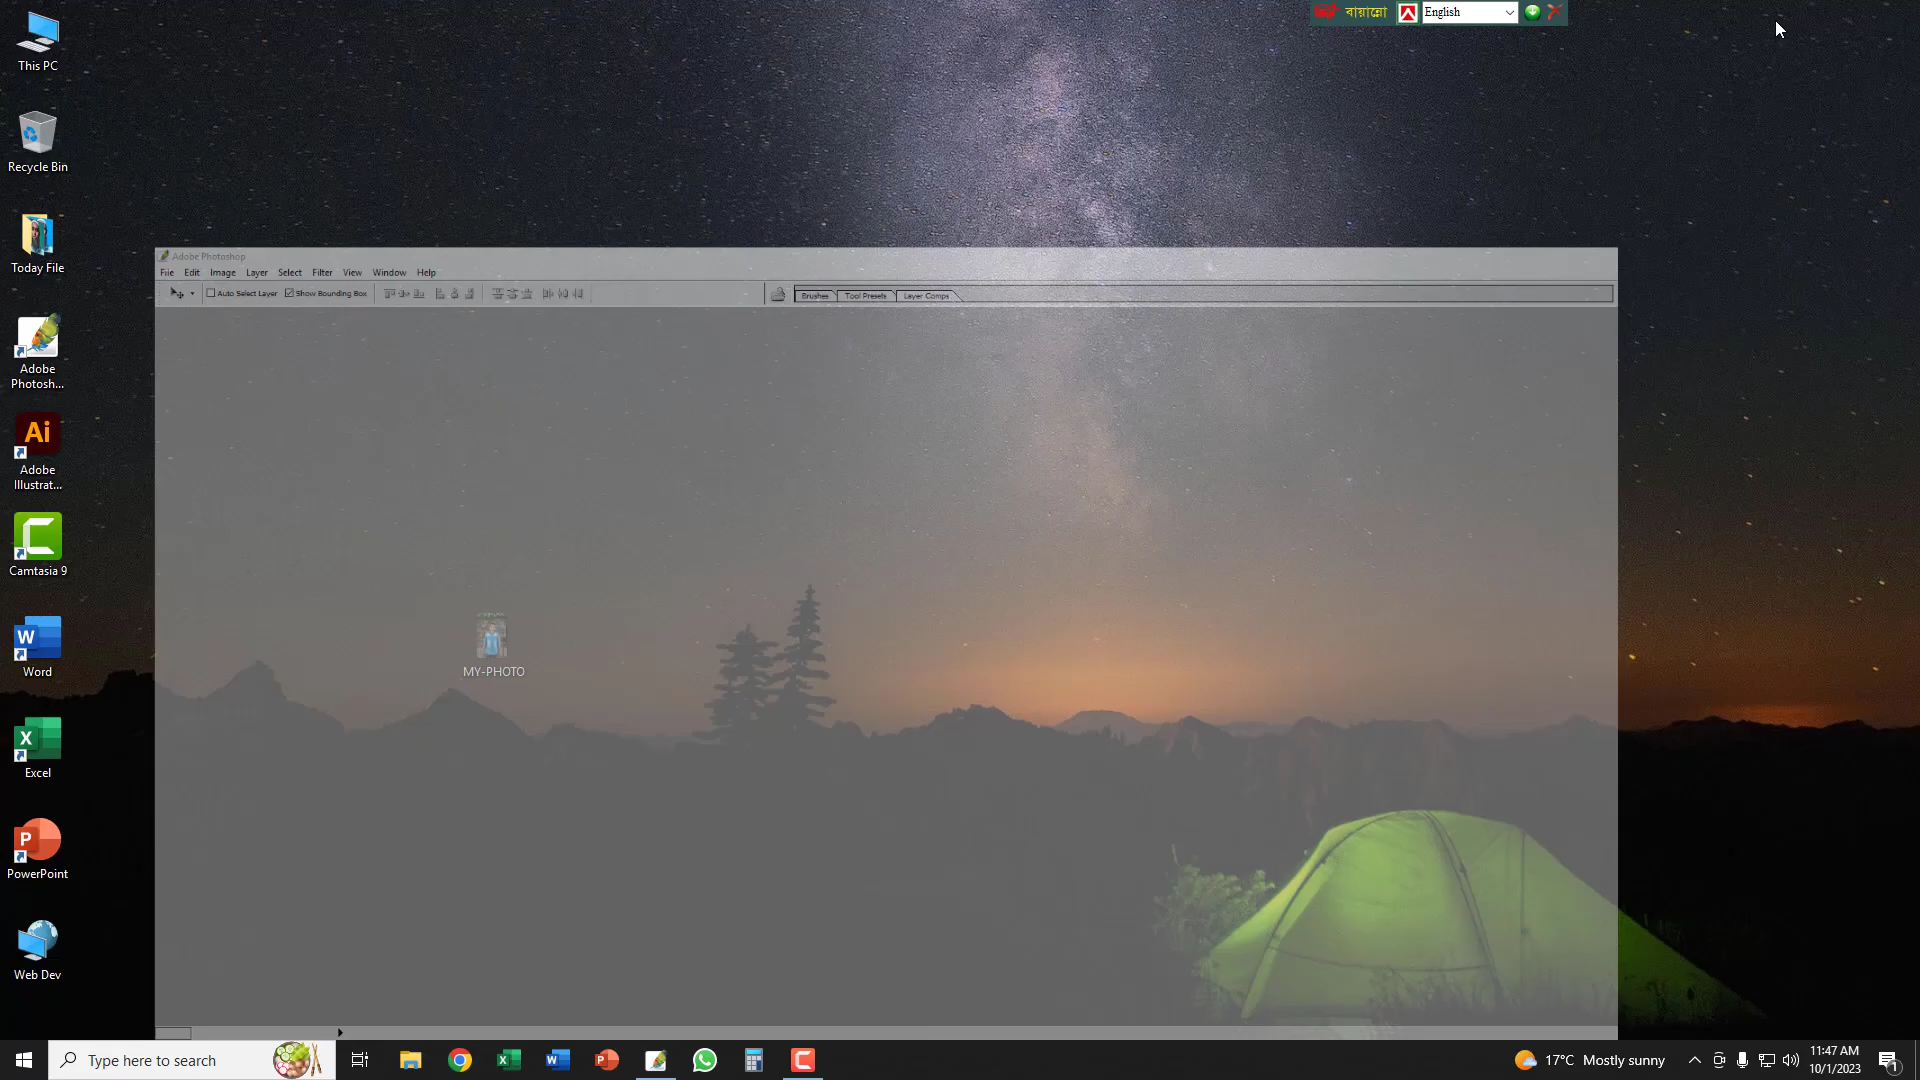 বায়ান্নো
English
This PC
Recycle Bin
Today File
Adobe
Photosh...
Adobe
Illustrat...
Camtasia 9
Word
Excel
PowerPoint
Web Dev
Adobe Photoshop
File Edit Image Layer Select Filter View Window Help
Auto Select Layer Show Bounding Box Brushes Tool Presets Layer Comps
MY-PHOTO
Type here to search
17°C Mostly sunny
11:47 AM
10/1/2023
1